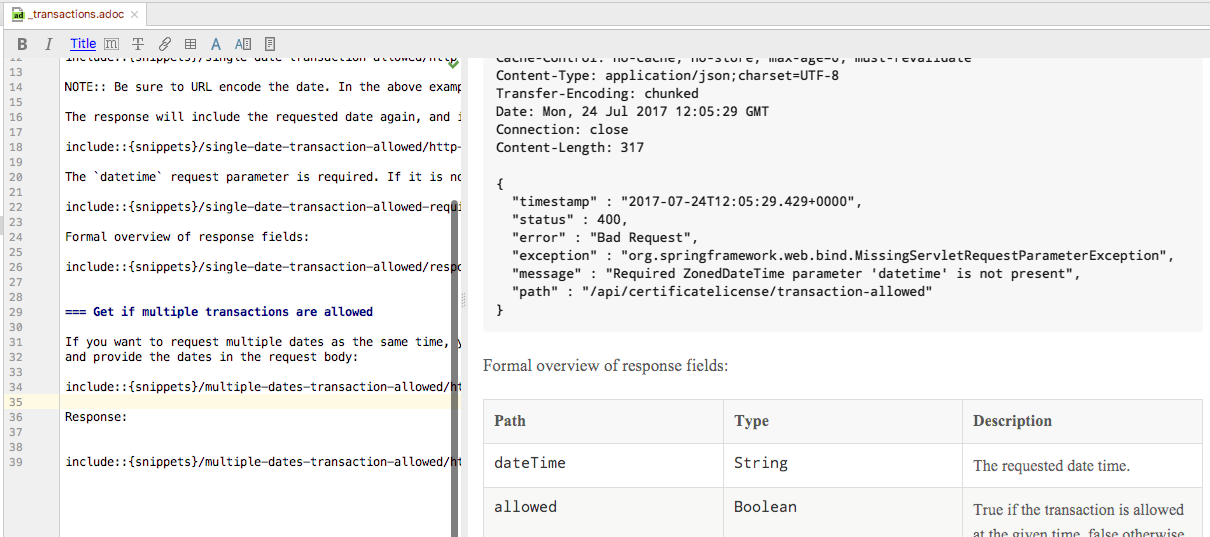 _transactions.adoc
B I Title m T A A
12 include::{snippets}/single-date-transaction-allowed/http
13
14 NOTE:: Be sure to URL encode the date. In the above examp
15
16 The response will include the requested date again, and i
17
18 include::{snippets}/single-date-transaction-allowed/http-
19
20 The `datetime` request parameter is required. If it is no
21
22 include::{snippets}/single-date-transaction-allowed-requi
23
24 Formal overview of response fields:
25
26 include::{snippets}/single-date-transaction-allowed/respo
27
28
29 === Get if multiple transactions are allowed
30
31 If you want to request multiple dates as the same time, y
32 and provide the dates in the request body:
33
34 include::{snippets}/multiple-dates-transaction-allowed/ht
35
36 Response:
37
38
39 include::{snippets}/multiple-dates-transaction-allowed/ht
Cache-Control: no-cache, no-store, max-age=0, must-revalidate
Content-Type: application/json;charset=UTF-8
Transfer-Encoding: chunked
Date: Mon, 24 Jul 2017 12:05:29 GMT
Connection: close
Content-Length: 317
{
"timestamp" : "2017-07-24T12:05:29.429+0000",
"status" : 400,
"error" : "Bad Request",
"exception" : "org.springframework.web.bind.MissingServletRequestParameterException",
"message" : "Required ZonedDateTime parameter 'datetime' is not present",
"path" : "/api/certificatelicense/transaction-allowed"
}
Formal overview of response fields:
Path Type Description
dateTime String The requested date time.
allowed Boolean True if the transaction is allowed
at the given time, false otherwise